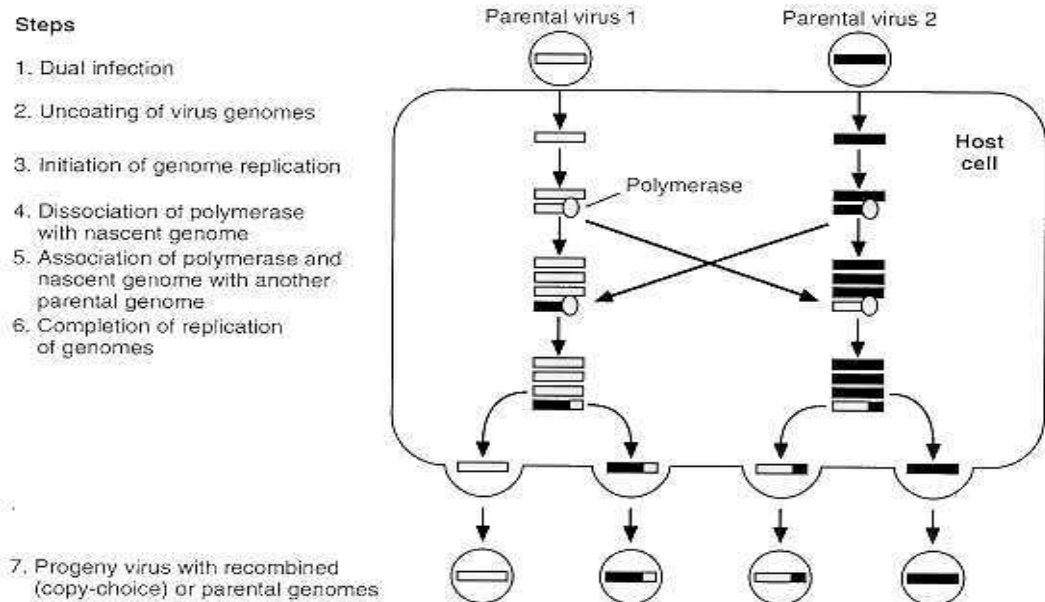 Steps
1. Dual infection
2. Uncoating of virus genomes
3. Initiation of genome replication
4. Dissociation of polymerase
with nascent genome
5. Association of polymerase and
nascent genome with another
parental genome
6. Completion of replication
of genomes
7. Progeny virus with recombined
(copy-choice) or parental genomes
Parental virus 1
Parental virus 2
Host
cell
Polymerase